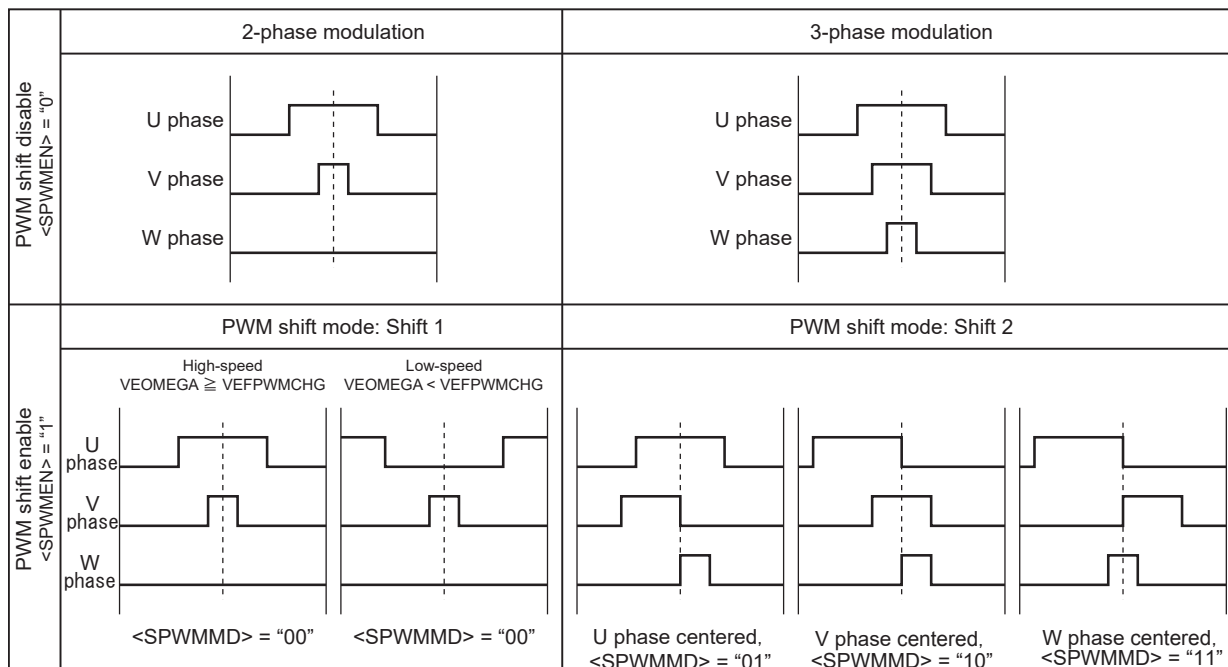 2-phase modulation
3-phase modulation
PWM shift disable
<SPWMEN> = “0”
U phase
V phase
W phase
U phase
V phase
W phase
PWM shift mode: Shift 1
PWM shift mode: Shift 2
PWM shift enable
<SPWMEN> = “1”
High-speed
VEOMEGA ≧ VEFPWMCHG
Low-speed
VEOMEGA < VEFPWMCHG
U
phase
V
phase
W
phase
<SPWMMD> = “00”
<SPWMMD> = “00”
U phase centered,
<SPWMMD> = “01”
V phase centered,
<SPWMMD> = “10”
W phase centered,
<SPWMMD> = “11”